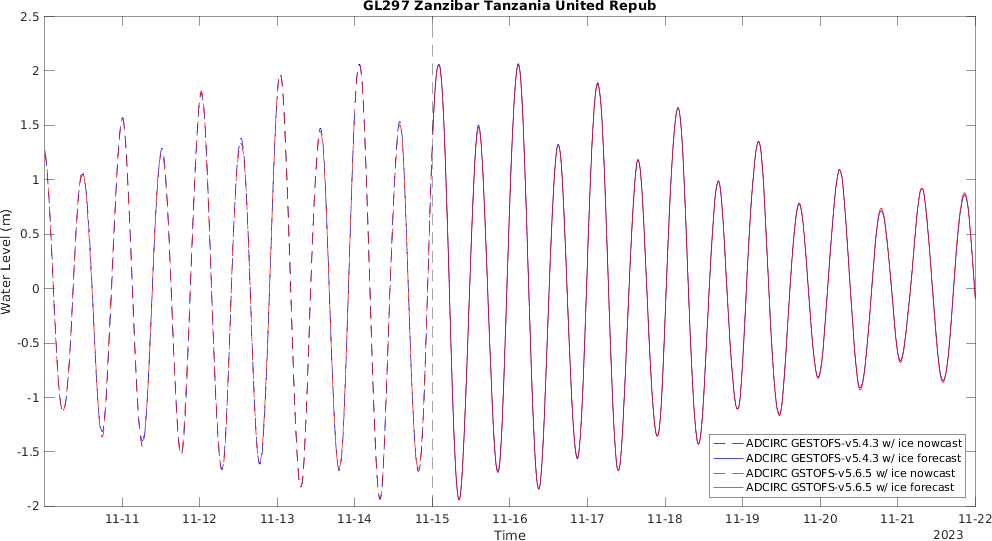 GL297 Zanzibar Tanzania United Repub
2.5
2
1.5
1
0.5
0
-0.5
-1
-1.5
-2
Water Level (m)
ADCIRC GESTOFS-v5.4.3 w/ ice nowcast
ADCIRC GESTOFS-v5.4.3 w/ ice forecast
ADCIRC GSTOFS-v5.6.5 w/ ice nowcast
ADCIRC GSTOFS-v5.6.5 w/ ice forecast
11-11 11-12 11-13 11-14 11-15 11-16 11-17 11-18 11-19 11-20 11-21 11-22
Time
2023